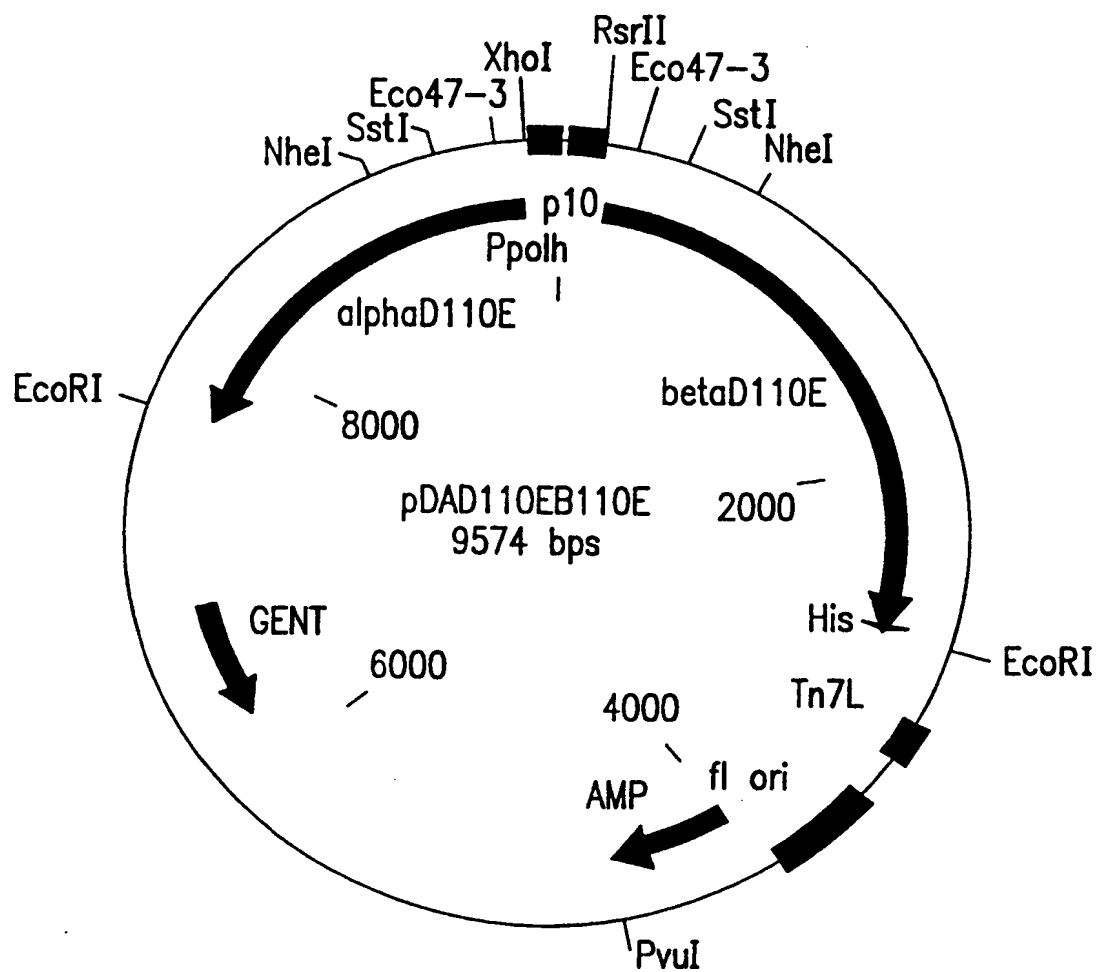 RsrII
XhoI
Eco47-3
Eco47-3
SstI
SstI
NheI
NheI
p10
Ppolh
alphaD110E
EcoRI
betaD110E
8000
pDAD110EB110E
2000
9574 bps
GENT
His
EcoRI
6000
Tn7L
4000
fI ori
AMP
PvuI